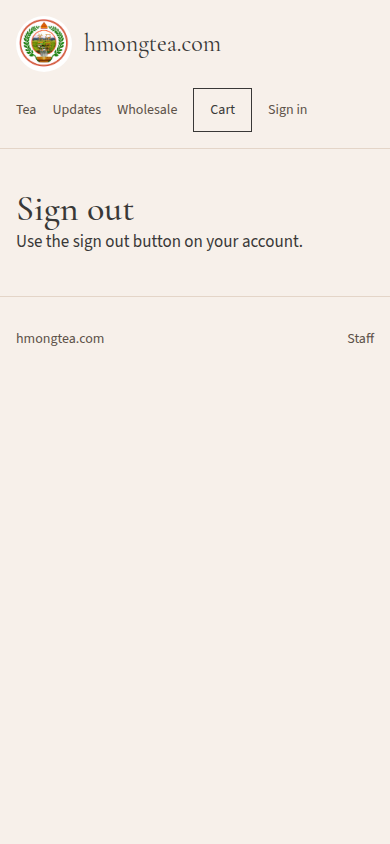 hmongtea.com
Tea Updates Wholesale Cart Sign in
Sign out
Use the sign out button on your account.
hmongtea.com Staff